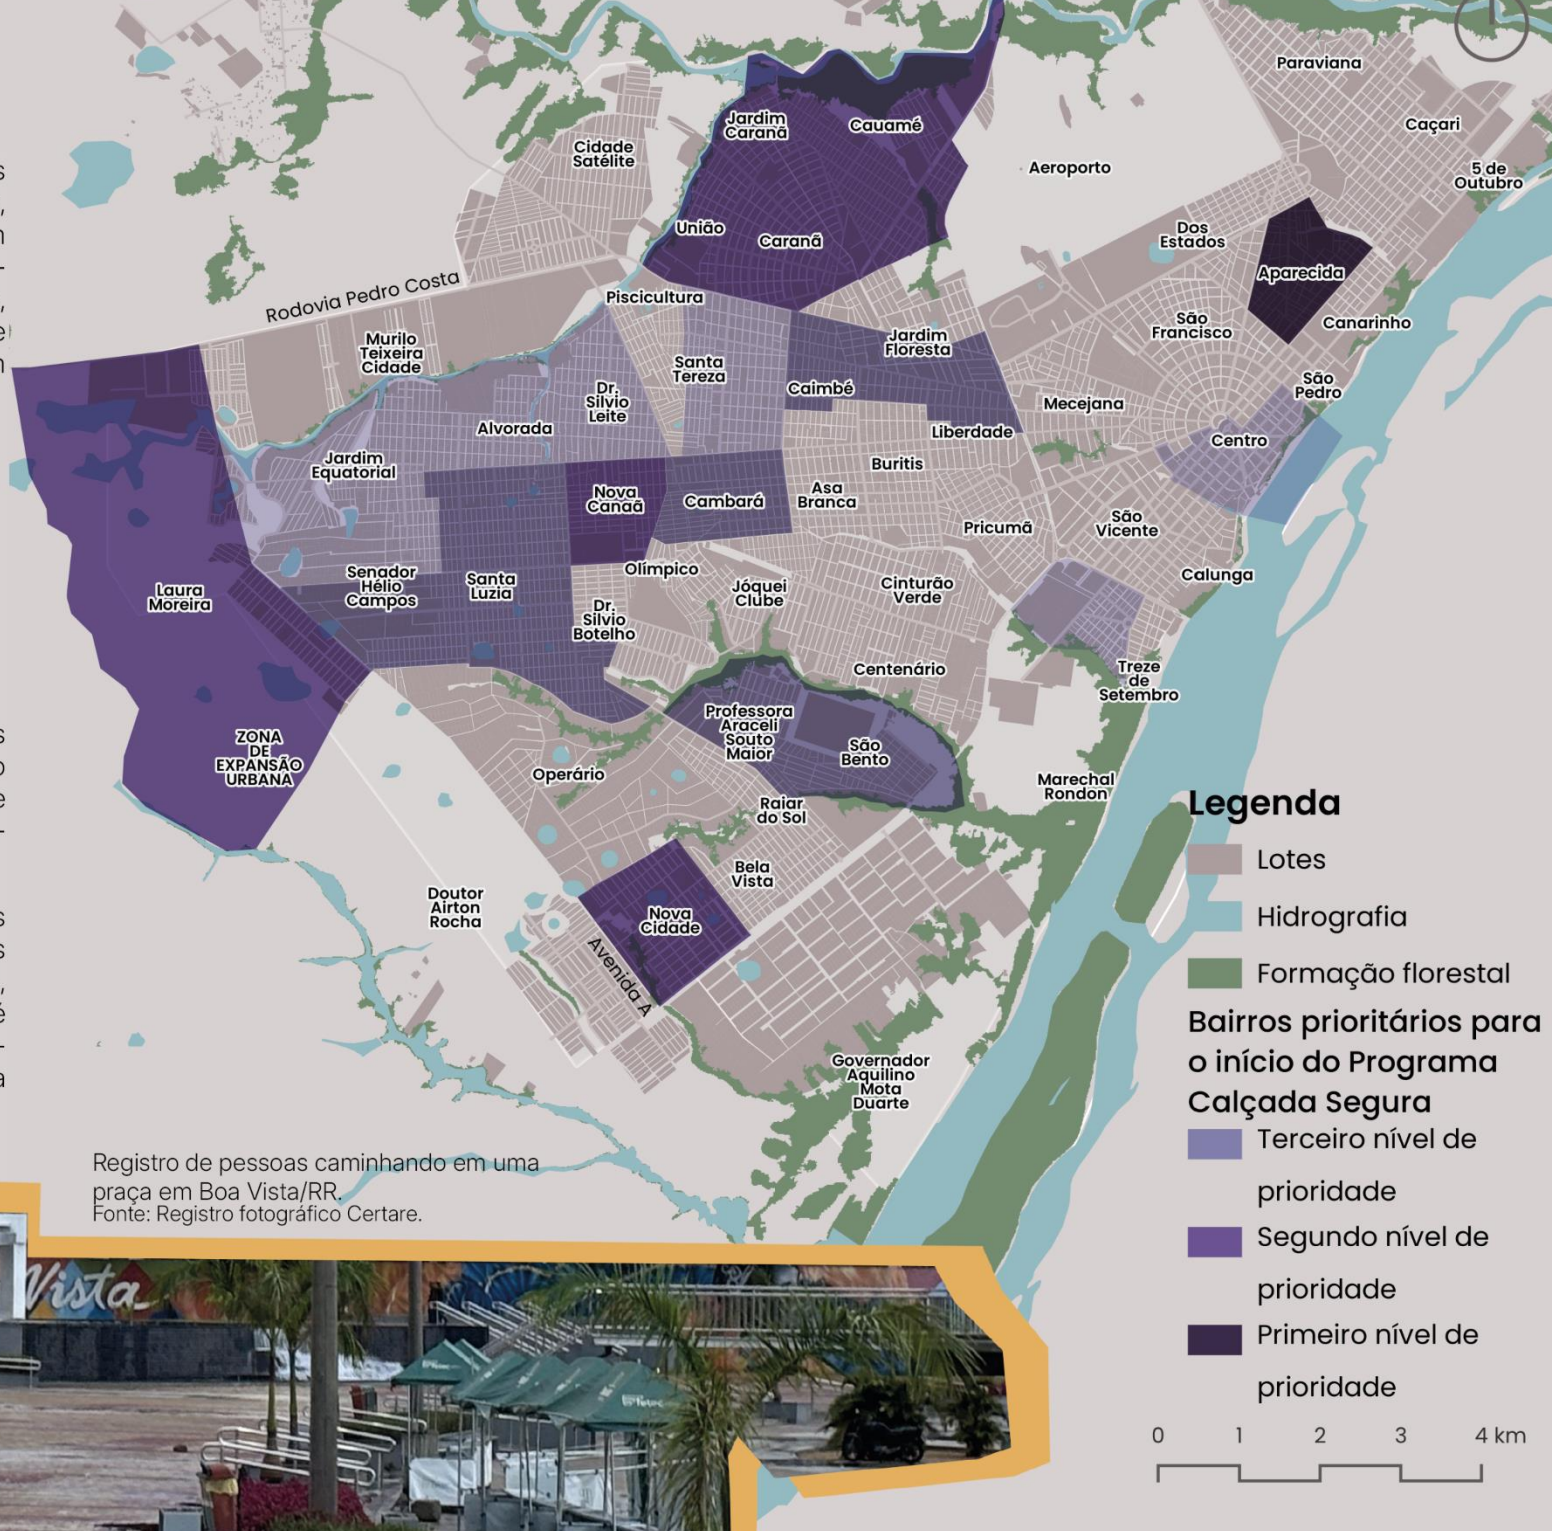 Paraviana
Jardim
Caranã
Cauamé
Caçari
Cidade
Satélite
Aeroporto
5 de
Outubro
União
Caranã
Dos
Estados
Aparecida
Rodovia Pedro Costa
Piscicultura
São
Francisco
Canarinho
Murilo
Teixeira
Cidade
Jardim
Floresta
Santa
Tereza
Caimbé
São
Pedro
Dr.
Silvio
Leite
Mecejana
Alvorada
Liberdade
Centro
Jardim
Equatorial
Buritis
Nova
Canaã
Cambará
Asa
Branca
Pricumã
São
Vicente
Olímpico
Calunga
Laura
Moreira
Senador
Hélio
Campos
Santa
Luzia
Jóquei
Clube
Cinturão
Verde
Dr.
Silvio
Botelho
Centenário
Treze
de
Setembro
Professora
Araceli
Souto
Maior
São
Bento
ZONA
DE
EXPANSÃO
URBANA
Operário
Marechal
Rondon
Raiar
do Sol
Bela
Vista
Doutor
Airton
Rocha
Nova
Cidade
Avenida A
Governador
Aquilino
Mota
Duarte
Legenda
Lotes
Hidrografia
Formação florestal
Bairros prioritários para
o início do Programa
Calçada Segura
Terceiro nível de
prioridade
Segundo nível de
prioridade
Primeiro nível de
prioridade
0 1 2 3 4 km
Registro de pessoas caminhando em uma
praça em Boa Vista/RR.
Fonte: Registro fotográfico Certare.
Vista